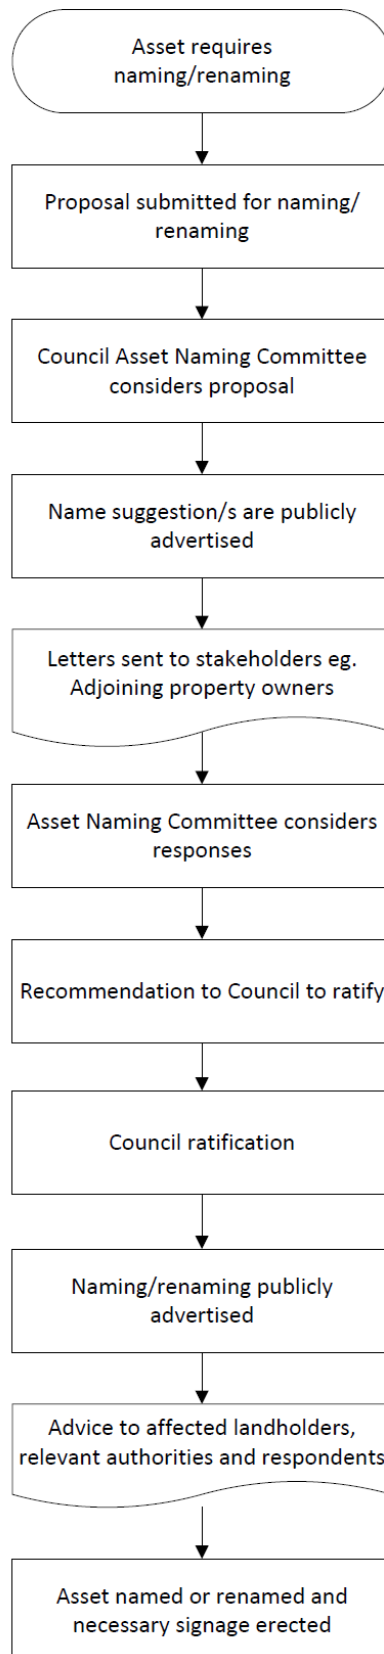 Asset requires
naming/renaming
Proposal submitted for naming/
renaming
Council Asset Naming Committee
considers proposal
Name suggestion/s are publicly
advertised
Letters sent to stakeholders eg.
Adjoining property owners
Asset Naming Committee considers
responses
Recommendation to Council to ratify
Council ratification
Naming/renaming publicly
advertised
Advice to affected landholders,
relevant authorities and respondents
Asset named or renamed and
necessary signage erected